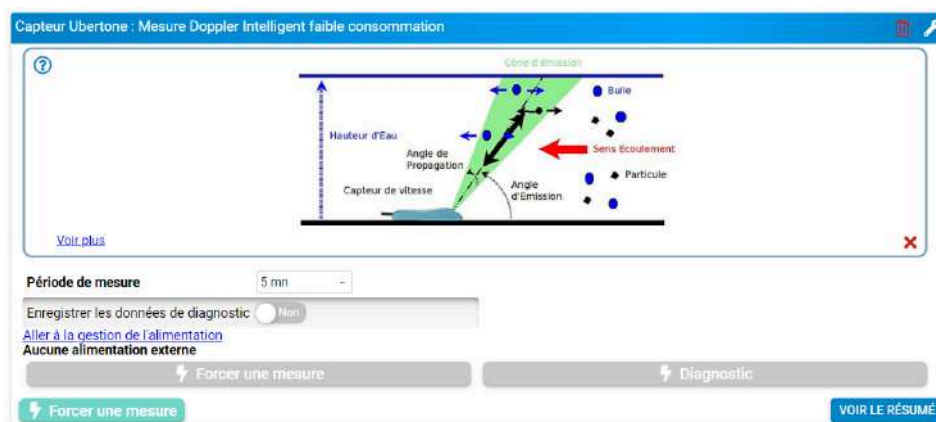 Capteur Ubertone : Mesure Doppler Intelligent faible consommation
Cône d'émission
Bulle
Hauteur d'Eau
Sens Ecoulement
Angle de
Propagation
Particule
Capteur de vitesse
Angle
d'Emission
Voir plus
Période de mesure
5 mn
Enregistrer les données de diagnostic
Non
Aller à la gestion de l'alimentation
Aucune alimentation externe
Forcer une mesure
Diagnostic
Forcer une mesure
VOIR LE RÉSUMÉ